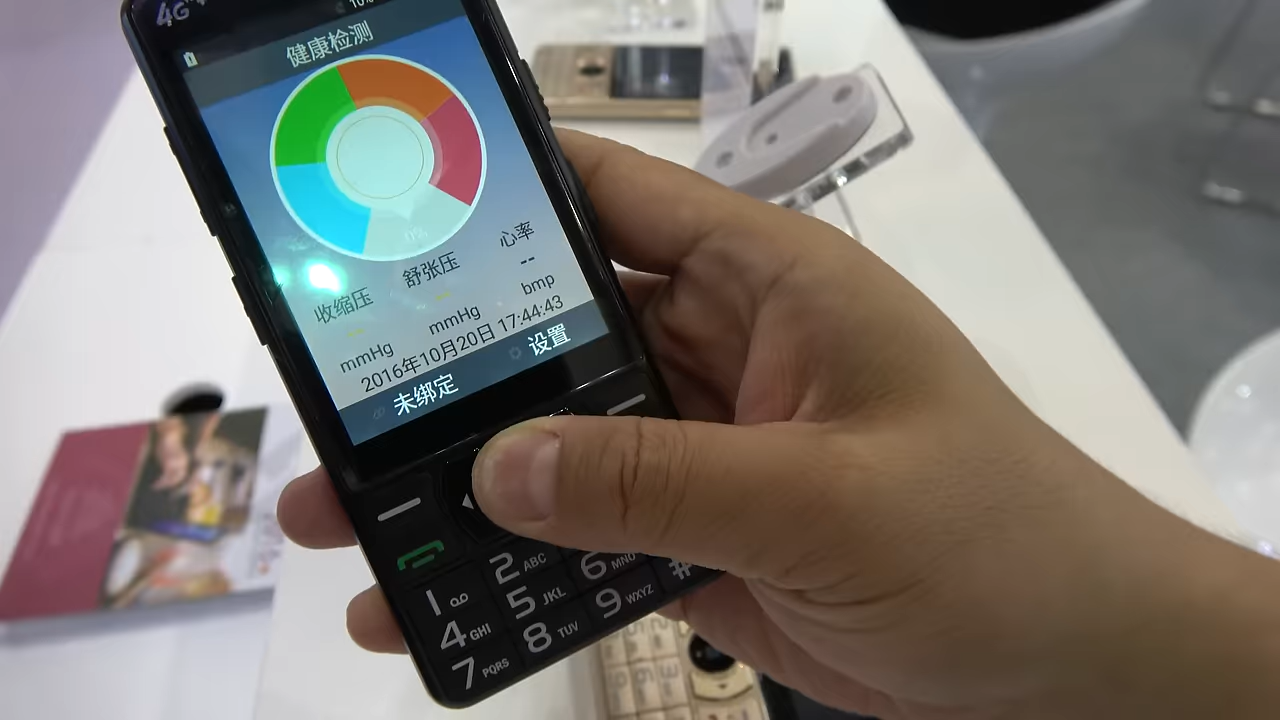 4G
10%
健康检测
收缩压 舒张压 心率
-- -- --
mmHg mmHg bmp
2016年10月20日 17:44:43
未绑定 设置
1
2 ABC
4 GHI
5 JKL
6 MNO
7 PQRS
8 TUV
9 WXYZ
#